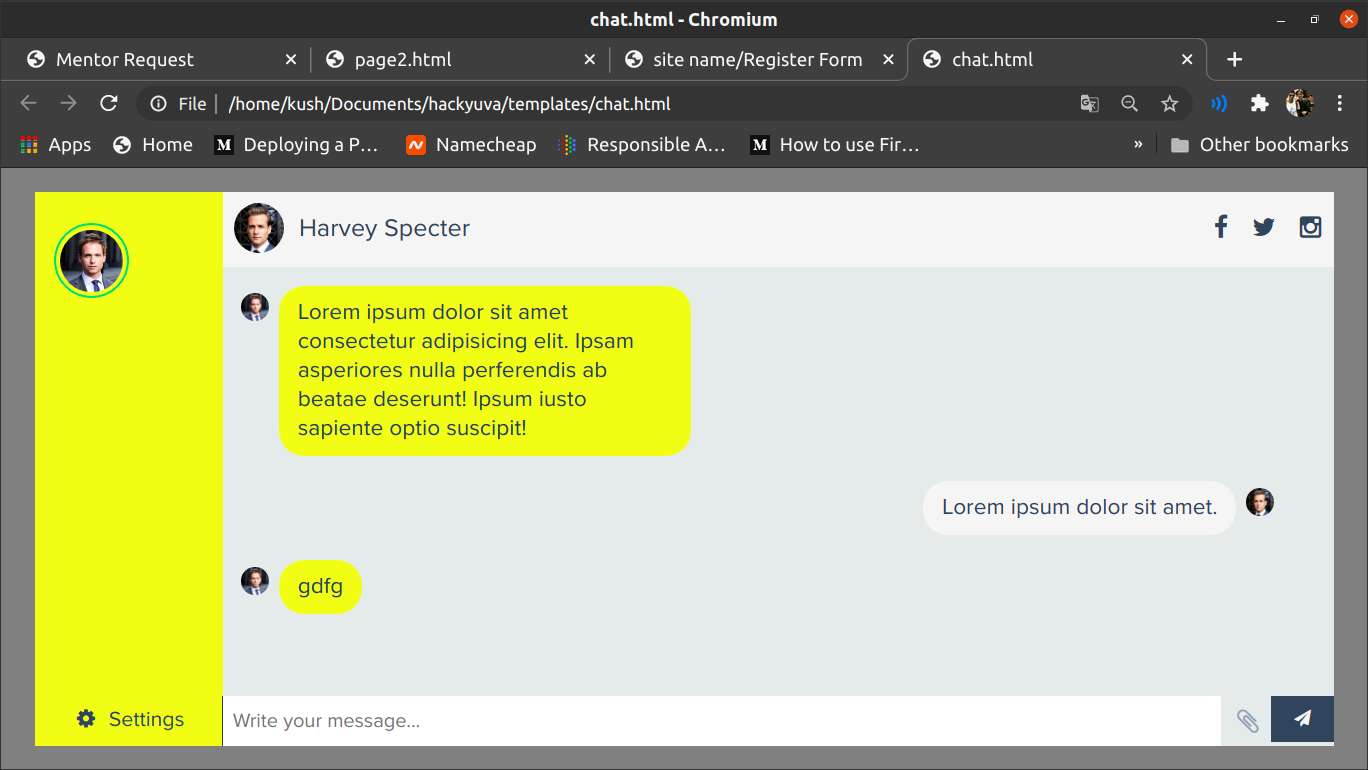 chat.html - Chromium
Mentor Request
page2.html
site name/Register Form
chat.html
File
/home/kush/Documents/hackyuva/templates/chat.html
Apps
Home
M
Deploying a P...
Namecheap
Responsible A...
M
How to use Fir...
»
Other bookmarks
Harvey Specter
Lorem ipsum dolor sit amet
consectetur adipisicing elit. Ipsam
asperiores nulla perferendis ab
beatae deserunt! Ipsum iusto
sapiente optio suscipit!
Lorem ipsum dolor sit amet.
gdfg
Settings
Write your message...